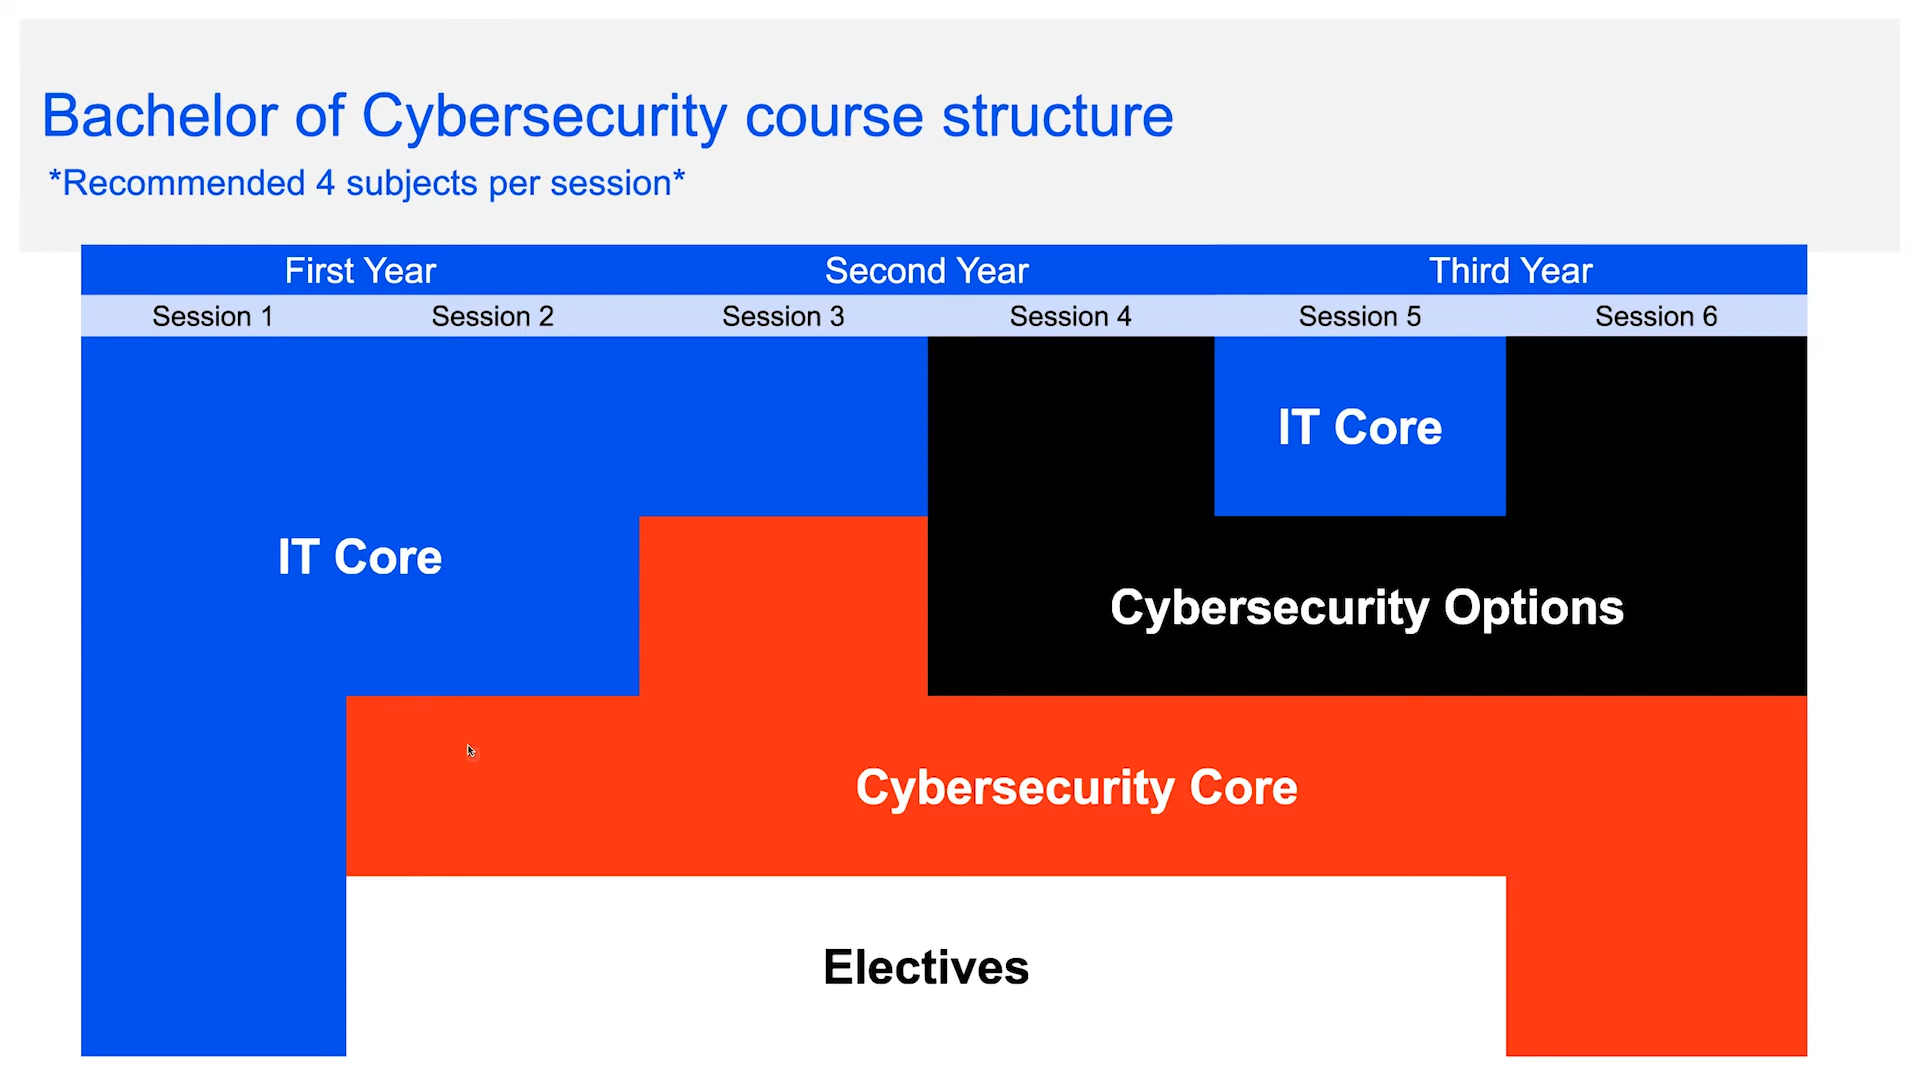 Bachelor of Cybersecurity course structure
*Recommended 4 subjects per session*
First Year Second Year Third Year
Session 1 Session 2 Session 3 Session 4 Session 5 Session 6
IT Core
IT Core
Cybersecurity Options
Cybersecurity Core
Electives